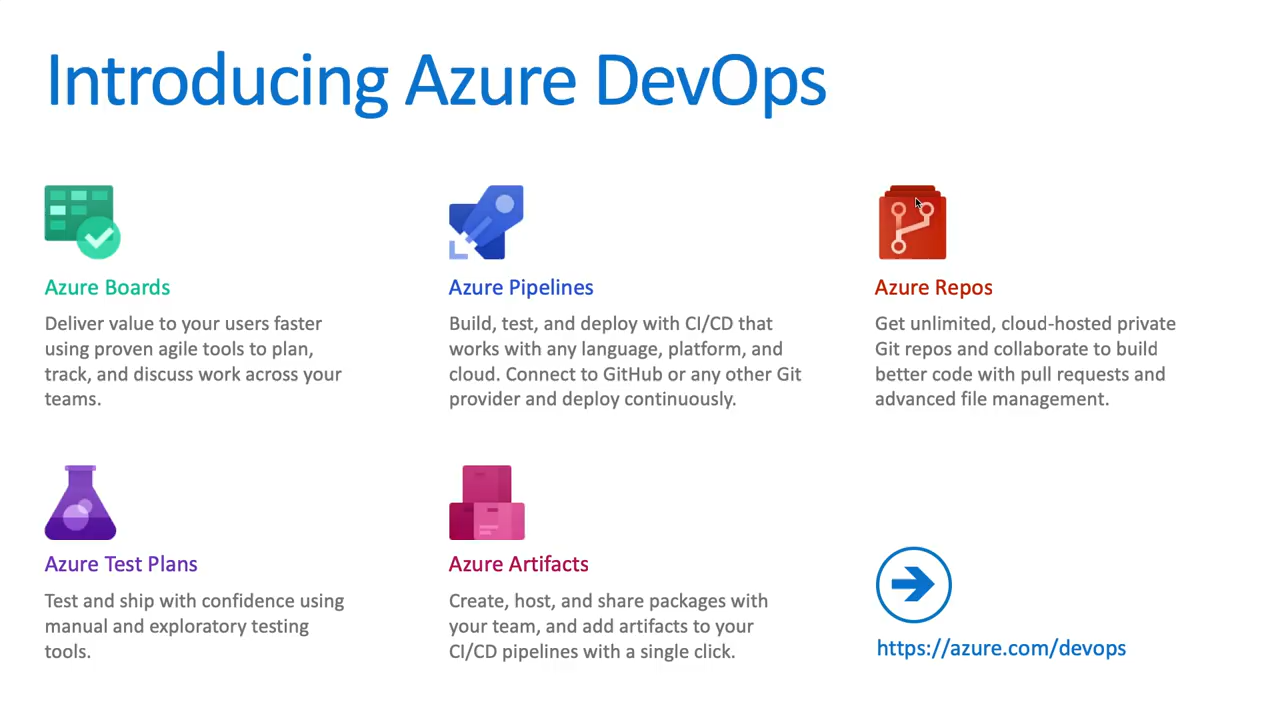 Introducing Azure DevOps
Azure Boards
Deliver value to your users faster
using proven agile tools to plan,
track, and discuss work across your
teams.
Azure Pipelines
Build, test, and deploy with CI/CD that
works with any language, platform, and
cloud. Connect to GitHub or any other Git
provider and deploy continuously.
Azure Repos
Get unlimited, cloud-hosted private
Git repos and collaborate to build
better code with pull requests and
advanced file management.
Azure Test Plans
Test and ship with confidence using
manual and exploratory testing
tools.
Azure Artifacts
Create, host, and share packages with
your team, and add artifacts to your
CI/CD pipelines with a single click.
https://azure.com/devops